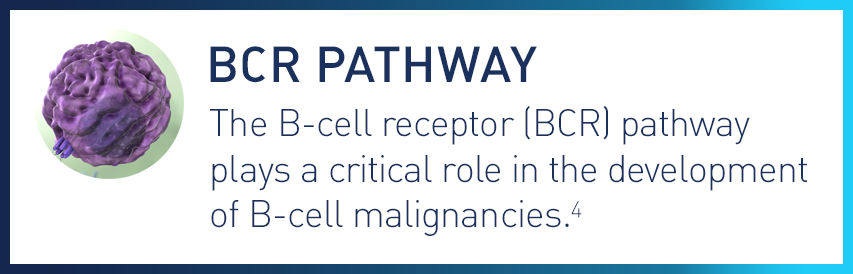 BCR PATHWAY
The B-cell receptor (BCR) pathway
plays a critical role in the development
of B-cell malignancies.⁴